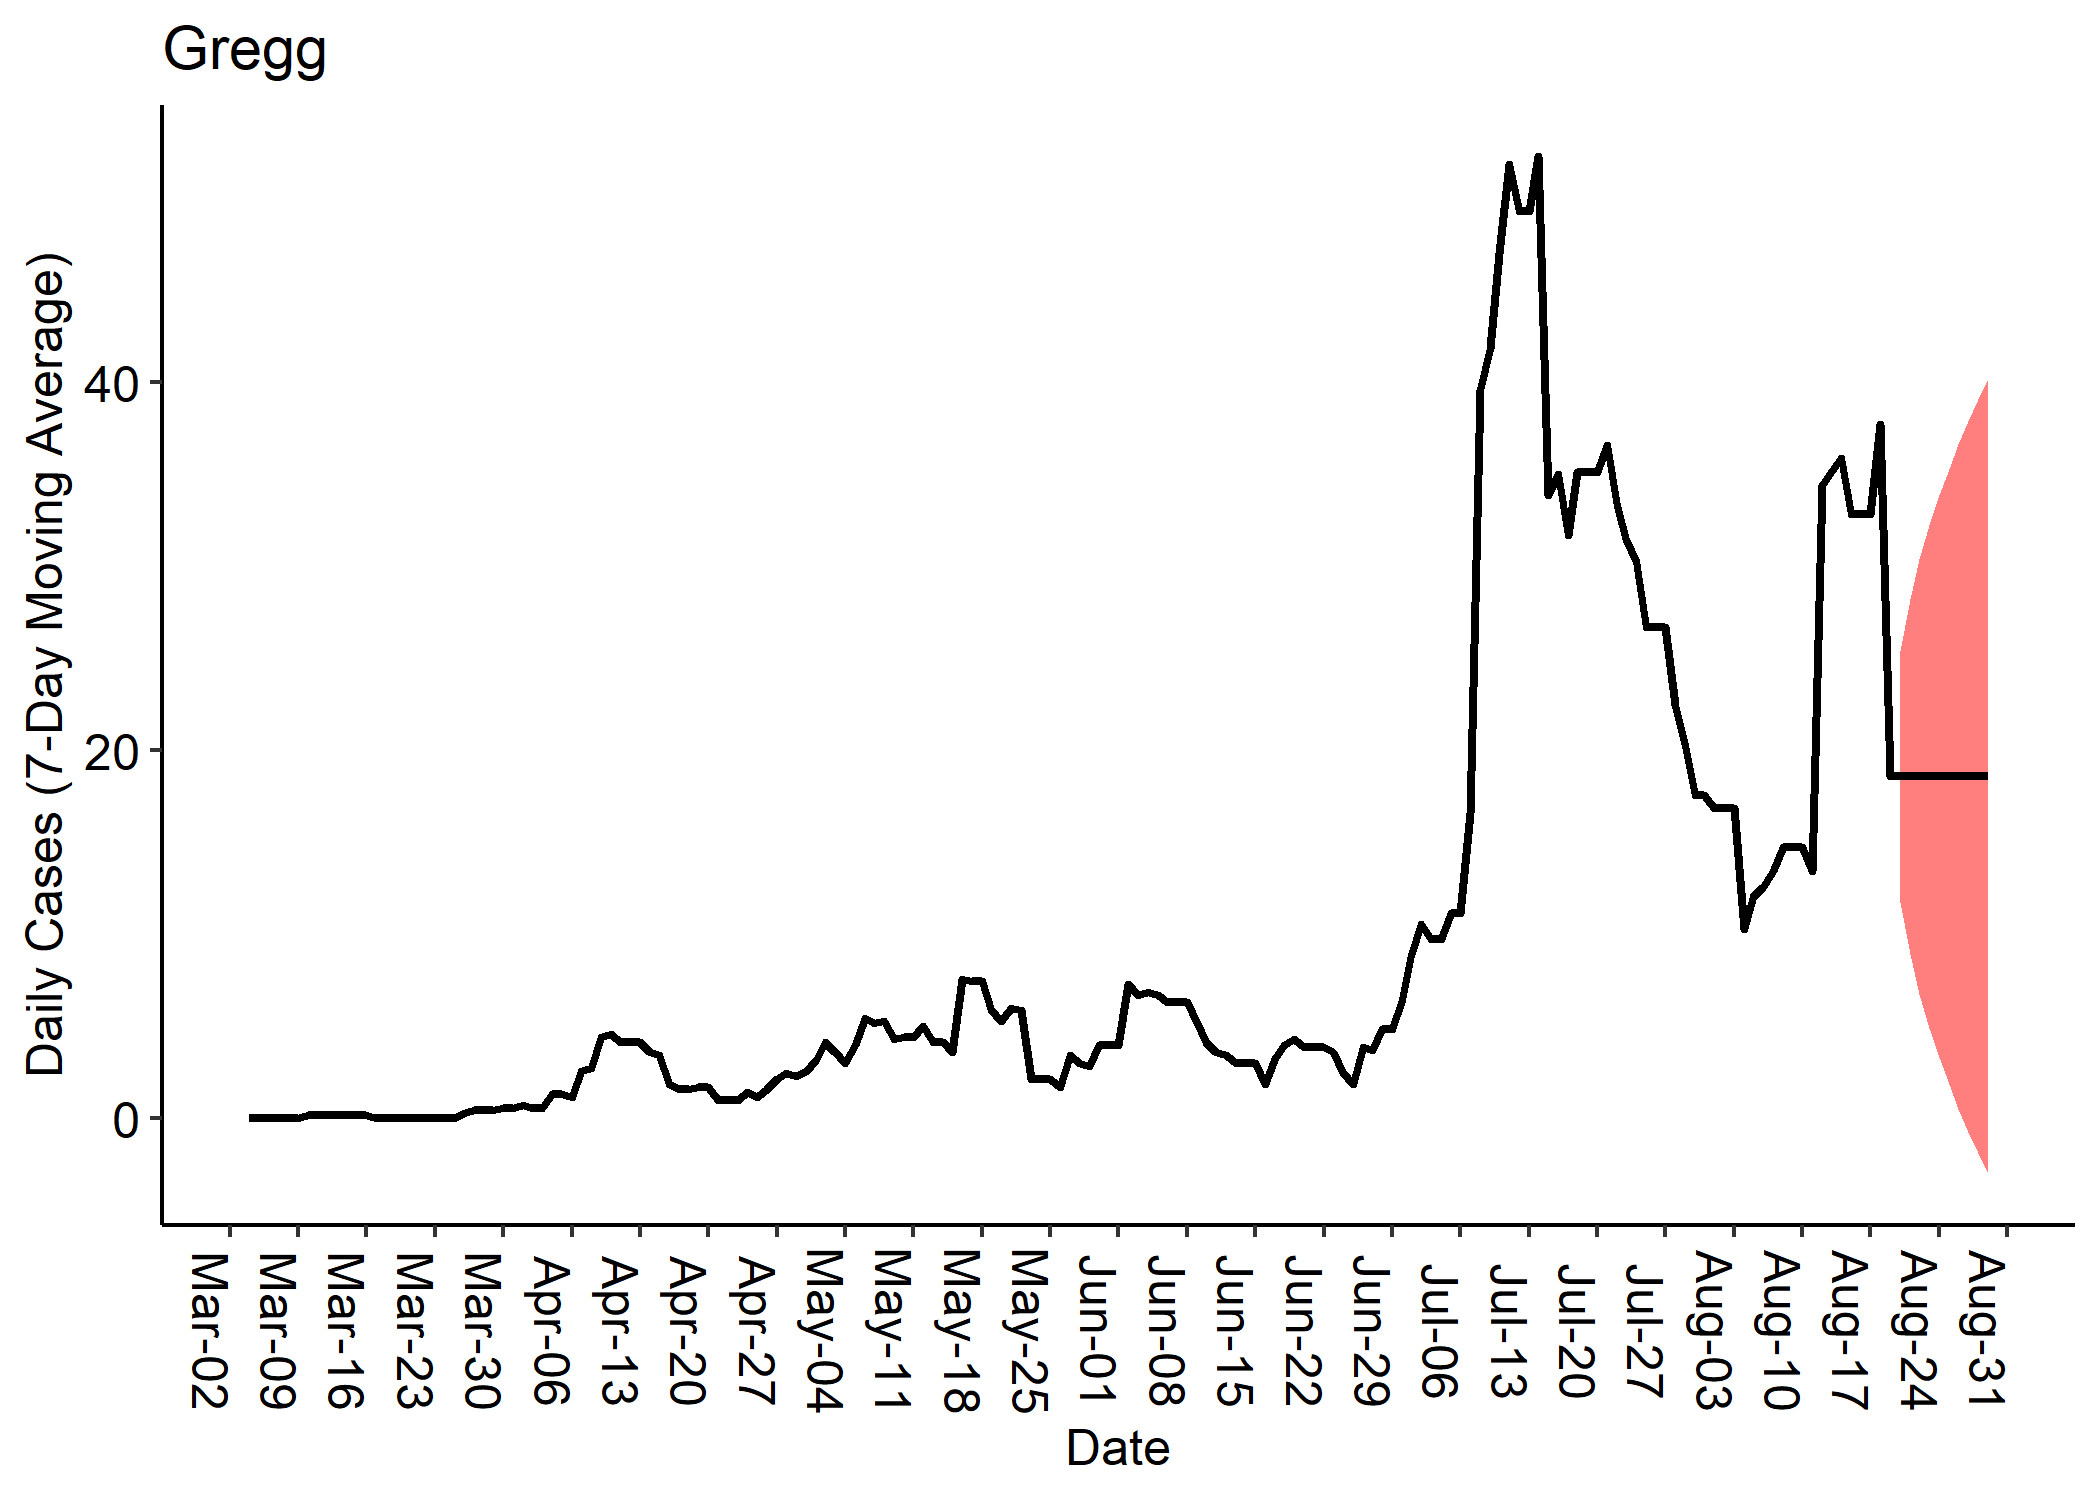 Gregg
Daily Cases (7-Day Moving Average)
40
20
0
Mar-02
Mar-09
Mar-16
Mar-23
Mar-30
Apr-06
Apr-13
Apr-20
Apr-27
May-04
May-11
May-18
May-25
Jun-01
Jun-08
Jun-15
Jun-22
Jun-29
Jul-06
Jul-13
Jul-20
Jul-27
Aug-03
Aug-10
Aug-17
Aug-24
Aug-31
Date